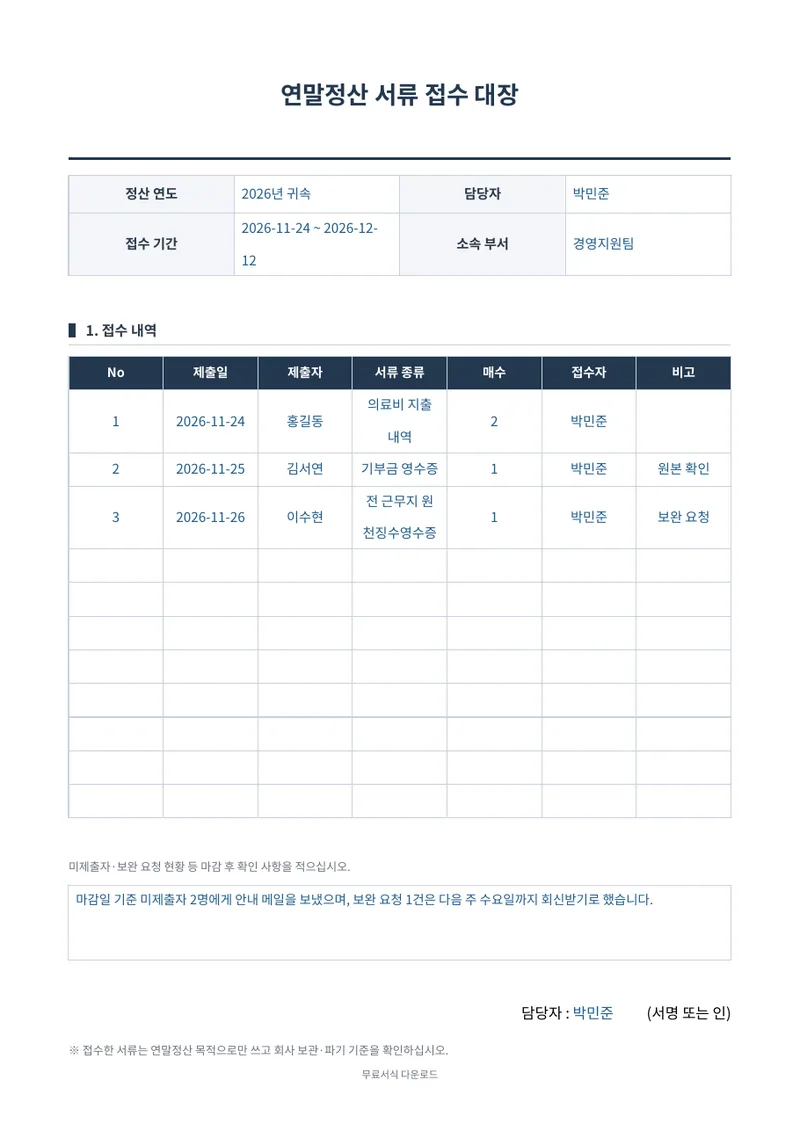 연말정산 서류 접수 대장
정산 연도 2026년 귀속 담당자 박민준
접수 기간 2026-11-24 ~ 2026-12-
12 소속 부서 경영지원팀
1. 접수 내역
No 제출일 제출자 서류 종류 매수 접수자 비고
1 2026-11-24 홍길동 의료비 지출
내역 2 박민준
2 2026-11-25 김서연 기부금 영수증 1 박민준 원본 확인
3 2026-11-26 이수현 전 근무지 원
천징수영수증 1 박민준 보완 요청
미제출자·보완 요청 현황 등 마감 후 확인 사항을 적으십시오.
마감일 기준 미제출자 2명에게 안내 메일을 보냈으며, 보완 요청 1건은 다음 주 수요일까지 회신받기로 했습니다.
담당자 : 박민준 (서명 또는 인)
※ 접수한 서류는 연말정산 목적으로만 쓰고 회사 보관·파기 기준을 확인하십시오.
무료서식 다운로드